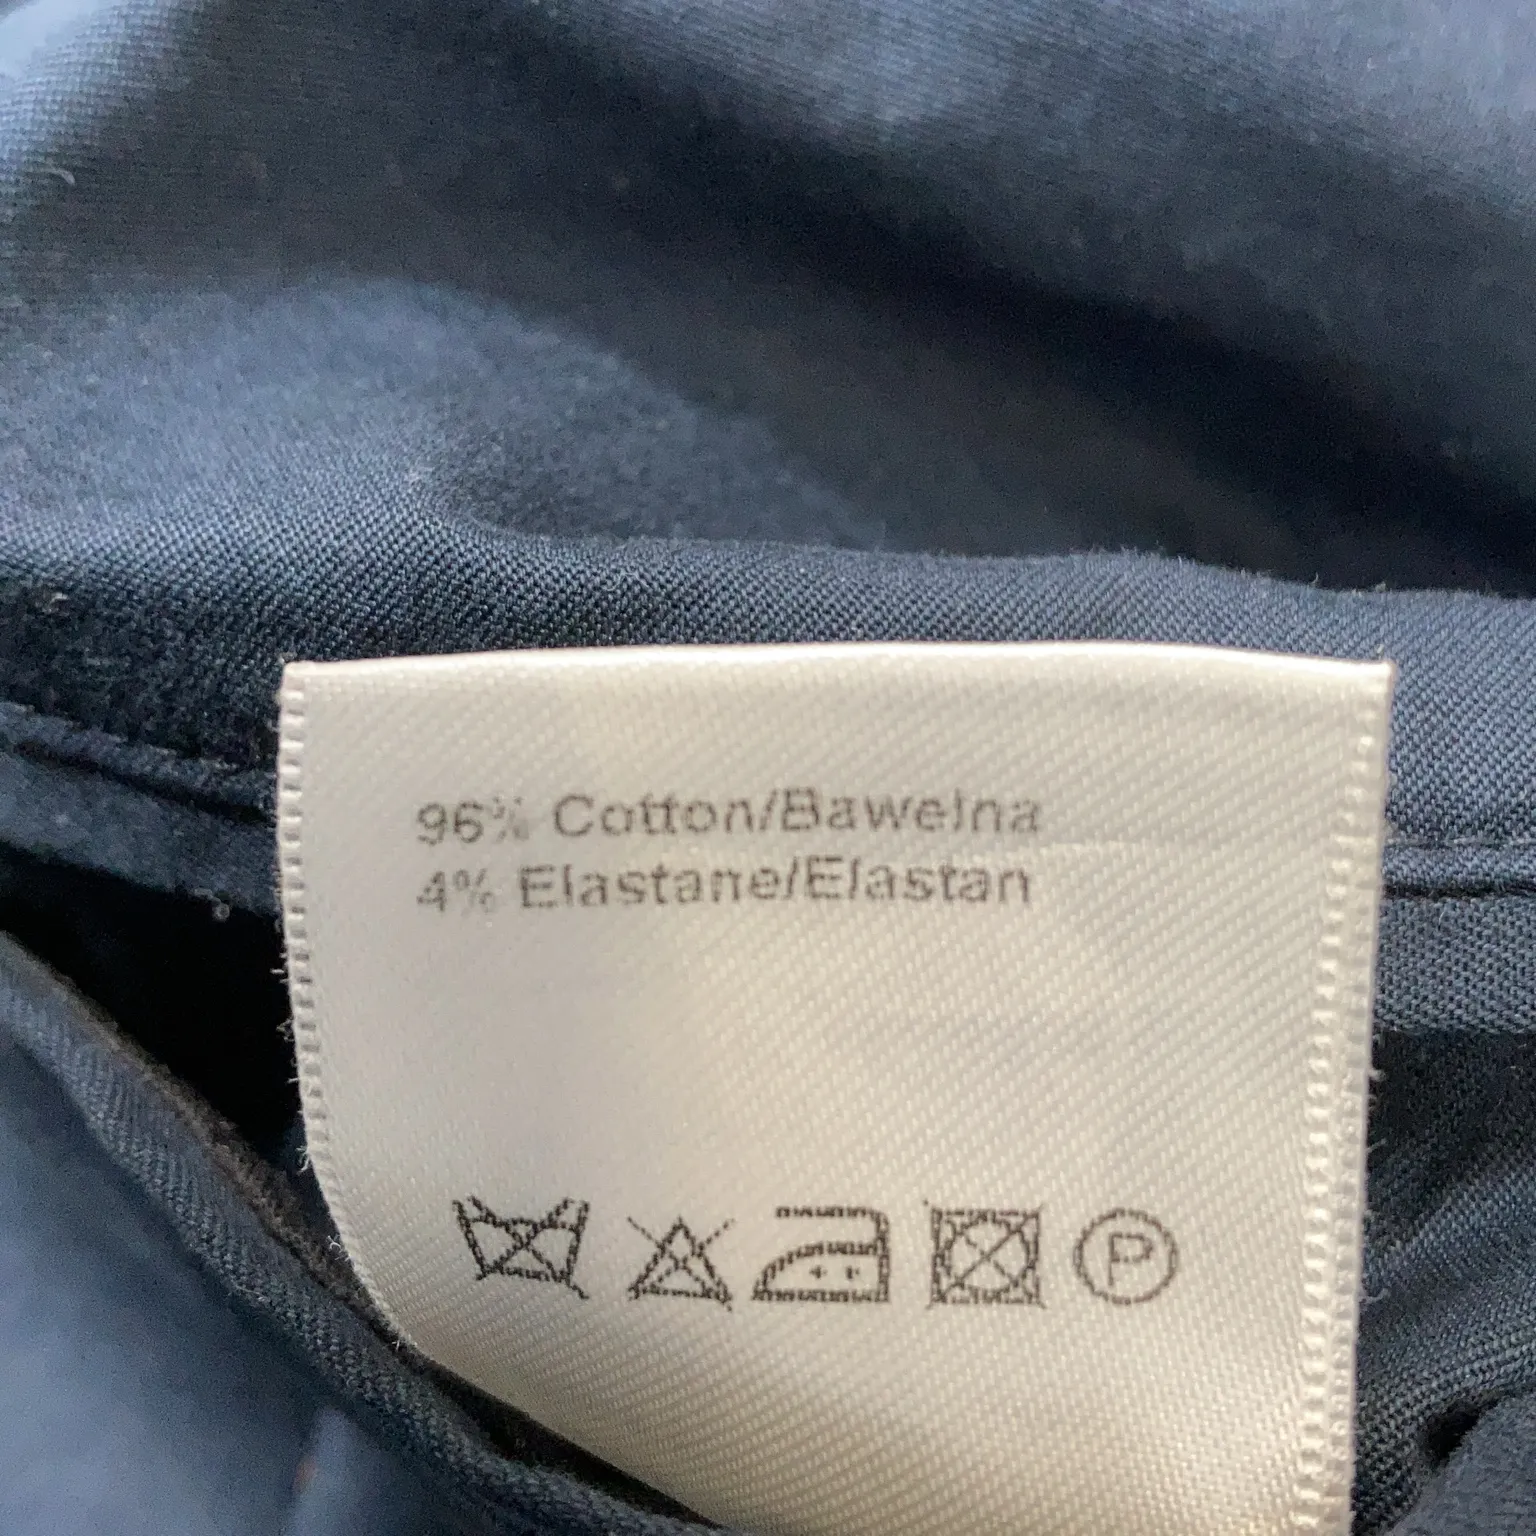 96% Cotton/Bawełna
4% Elastane/Elastan
P